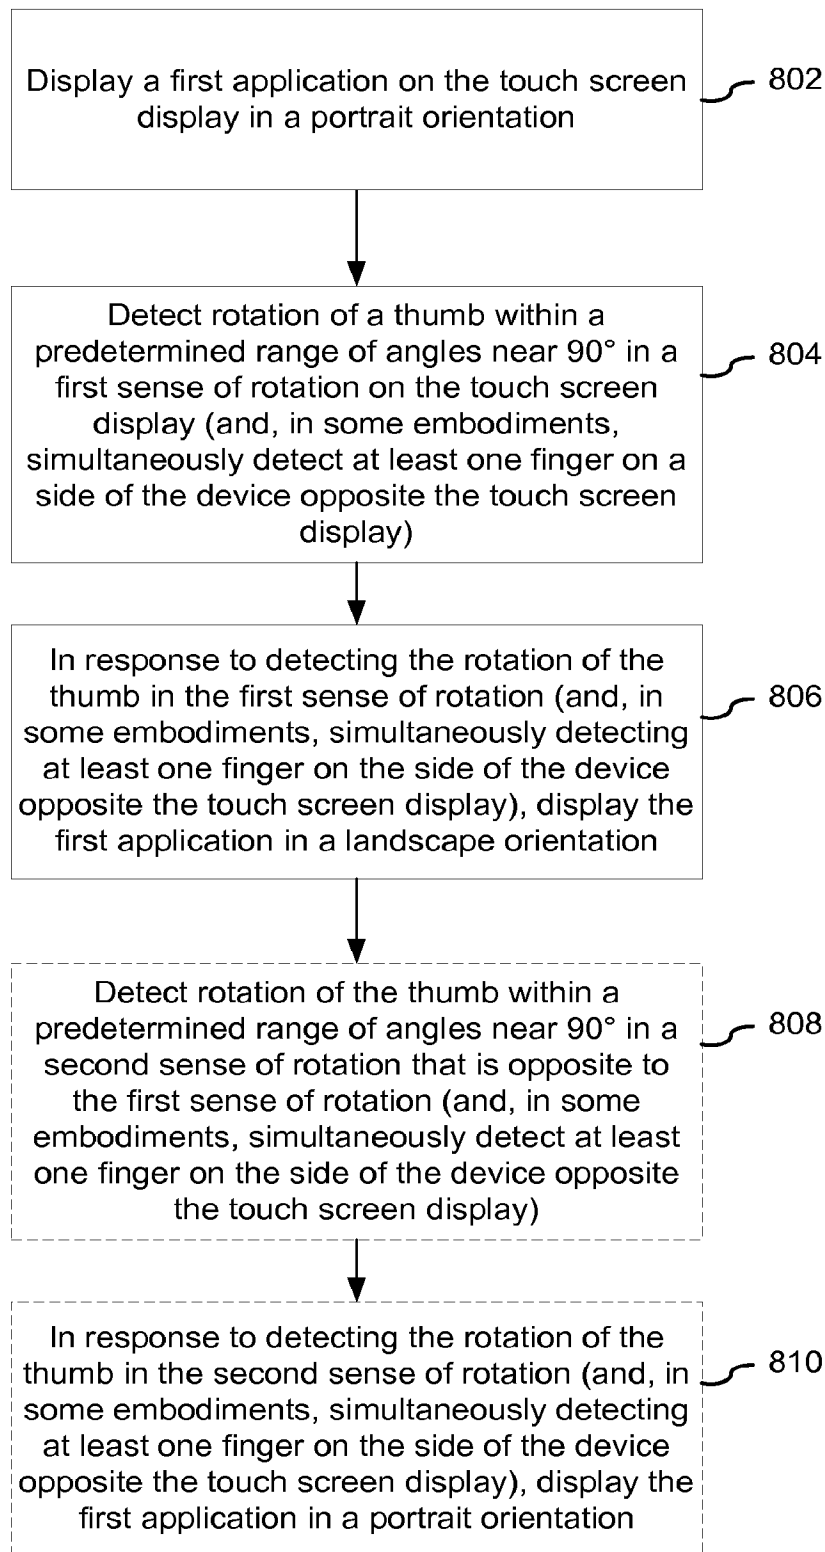 Display a first application on the touch screen
display in a portrait orientation
802
Detect rotation of a thumb within a
predetermined range of angles near 90° in a
first sense of rotation on the touch screen
display (and, in some embodiments,
simultaneously detect at least one finger on a
side of the device opposite the touch screen
display)
804
In response to detecting the rotation of the
thumb in the first sense of rotation (and, in
some embodiments, simultaneously detecting
at least one finger on the side of the device
opposite the touch screen display), display the
first application in a landscape orientation
806
Detect rotation of the thumb within a
predetermined range of angles near 90° in a
second sense of rotation that is opposite to
the first sense of rotation (and, in some
embodiments, simultaneously detect at least
one finger on the side of the device opposite
the touch screen display)
808
In response to detecting the rotation of the
thumb in the second sense of rotation (and, in
some embodiments, simultaneously detecting
at least one finger on the side of the device
opposite the touch screen display), display the
first application in a portrait orientation
810